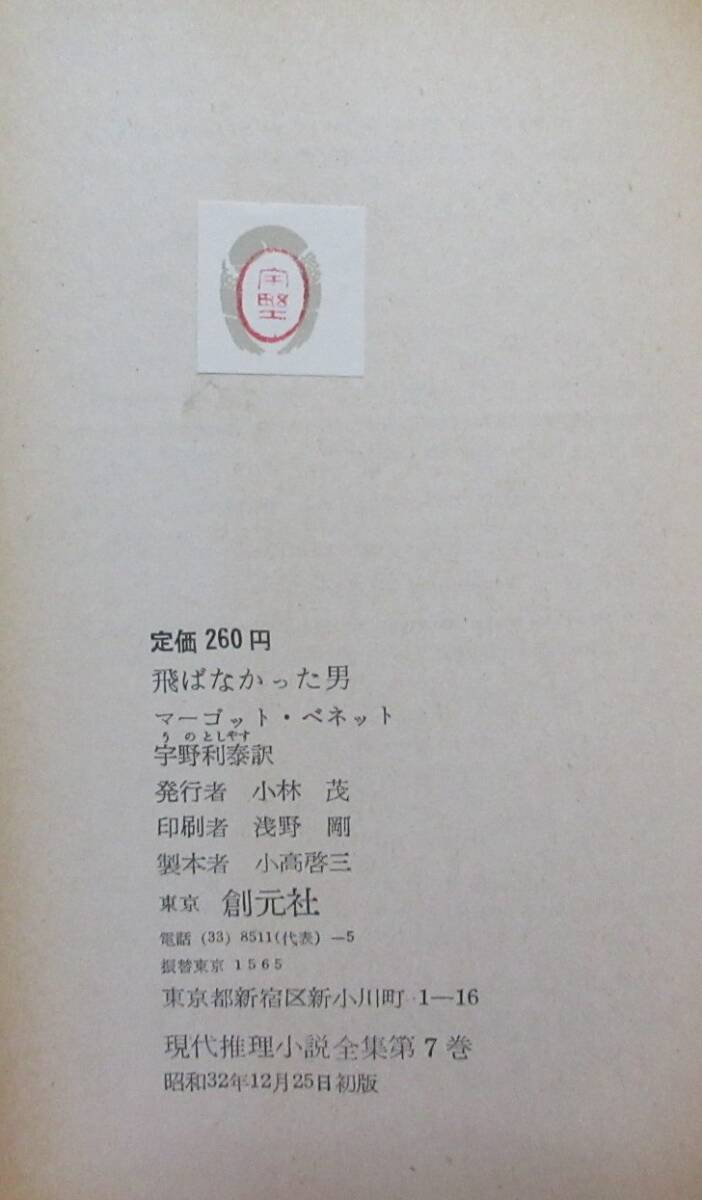 宇野
定価 260 円
飛ばなかった男
マーゴット・ベネット
うのとしやす
宇野利泰訳
発行者　小林　茂
印刷者　浅野　剛
製本者　小高啓三
東京　創元社
電話 (33) 8511(代表) —5
振替東京 1565
東京都新宿区新小川町 1—16
現代推理小説全集第 7 巻
昭和32年12月25日初版